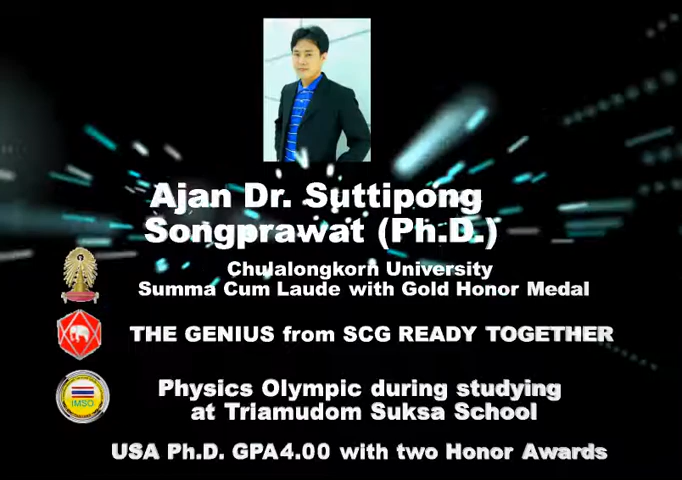 Ajan Dr. Suttipong
Songprawat (Ph.D.)
Chulalongkorn University
Summa Cum Laude with Gold Honor Medal
THE GENIUS from SCG READY TOGETHER
IMSO
Physics Olympic during studying
at Triamudom Suksa School
USA Ph.D. GPA4.00 with two Honor Awards